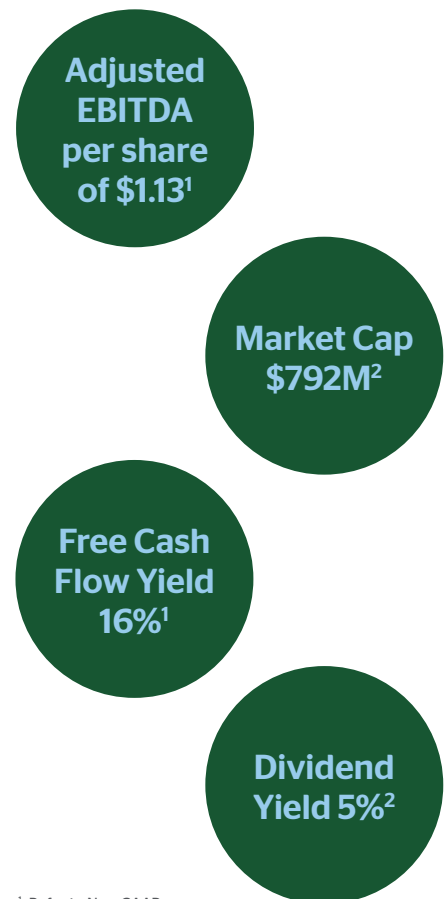 Adjusted
EBITDA
per share
of $1.13¹
Market Cap
$792M²
Free Cash
Flow Yield
16%¹
Dividend
Yield 5%²